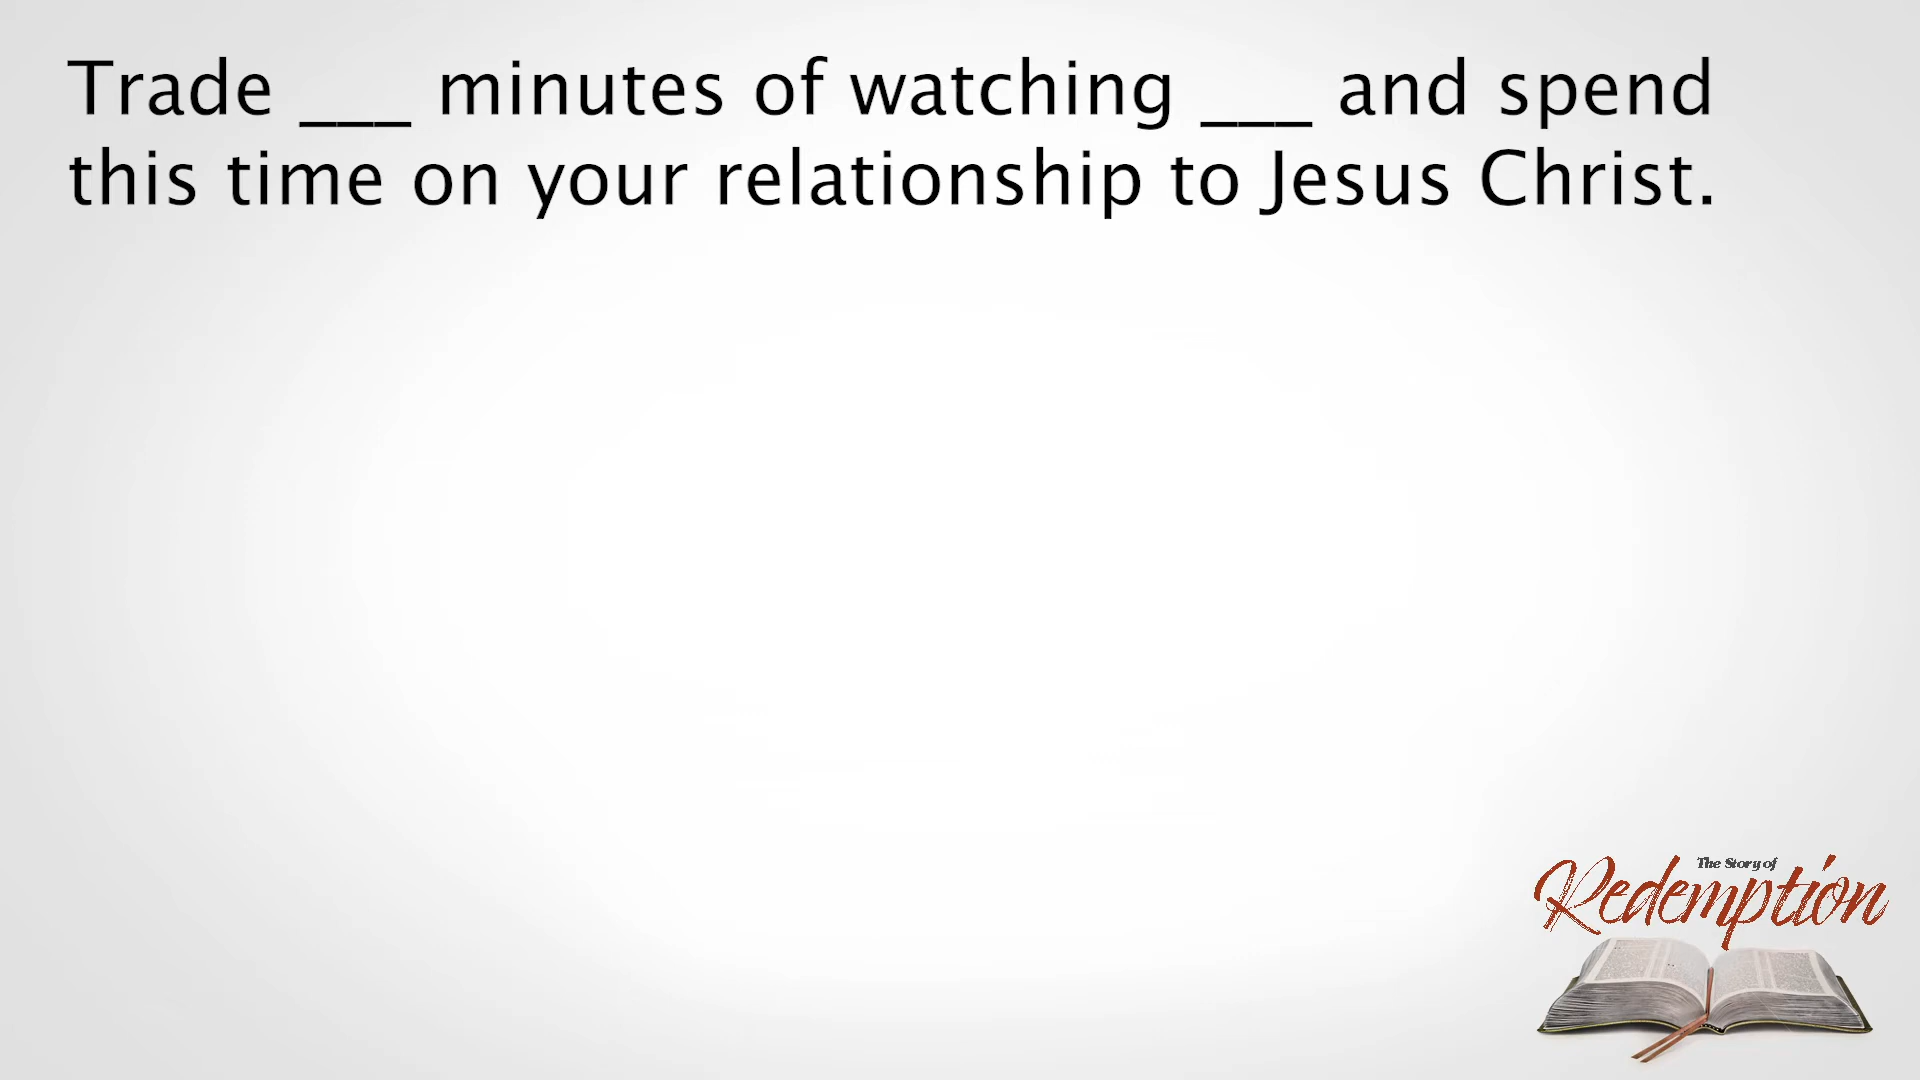 Trade ___ minutes of watching ___ and spend
this time on your relationship to Jesus Christ.
The Story of
Redemption